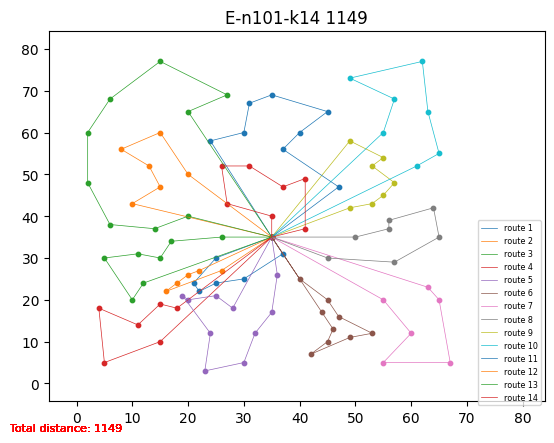 E-n101-k14 1149
80
70
60
50
40
30
20
10
0
route 1
route 2
route 3
route 4
route 5
route 6
route 7
route 8
route 9
route 10
route 11
route 12
route 13
route 14
0 10 20 30 40 50 60 70 80
Total distance: 1149